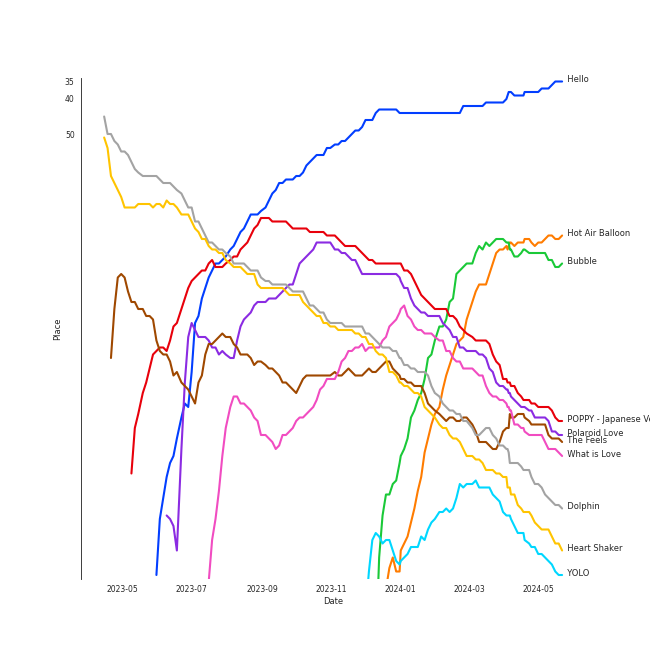 35
40
50
Place
Hello
Hot Air Balloon
Bubble
POPPY - Japanese Ve
Polaroid Love
The Feels
What is Love
Dolphin
Heart Shaker
YOLO
2023-05 2023-07 2023-09 2023-11 2024-01 2024-03 2024-05
Date